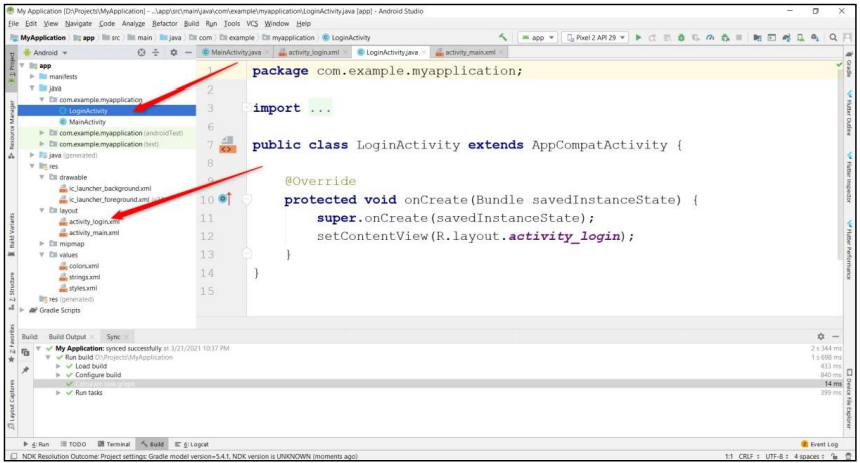 My Application [D:\Projects\MyApplication] - ...\app\src\main\java\com\example\myapplication\LoginActivity.java [app] - Android Studio
File Edit View Navigate Code Analyze Refactor Build Run Tools VCS Window Help
MyApplication app src main java com example myapplication LoginActivity
app Pixel 2 API 29
Android
MainActivity.java activity_login.xml LoginActivity.java activity_main.xml
1: Project
Resource Manager
Build Variants
7: Structure
2: Favorites
Layout Captures
app
manifests
java
com.example.myapplication
LoginActivity
MainActivity
com.example.myapplication (androidTest)
com.example.myapplication (test)
java (generated)
res
drawable
ic_launcher_background.xml
ic_launcher_foreground.xml
layout
activity_login.xml
activity_main.xml
mipmap
values
colors.xml
strings.xml
styles.xml
res (generated)
Gradle Scripts
1 package com.example.myapplication;
2
3 import ...
6
7 public class LoginActivity extends AppCompatActivity {
8
9 @Override
10 protected void onCreate(Bundle savedInstanceState) {
11 super.onCreate(savedInstanceState);
12 setContentView(R.layout.activity_login);
13 }
14 }
15
Gradle
Flutter Outline
Flutter Inspector
Flutter Performance
Device File Explorer
Build: Build Output Sync
My Application: synced successfully at 3/21/2021 10:37 PM 2 s 344 ms
Run build D:\Projects\MyApplication 1 s 698 ms
Load build 433 ms
Configure build 840 ms
Calculate task graph 14 ms
Run tasks 399 ms
4: Run TODO Terminal Build 6: Logcat 2 Event Log
NDK Resolution Outcome: Project settings: Gradle model version=5.4.1, NDK version is UNKNOWN (moments ago) 1:1 CRLF UTF-8 4 spaces